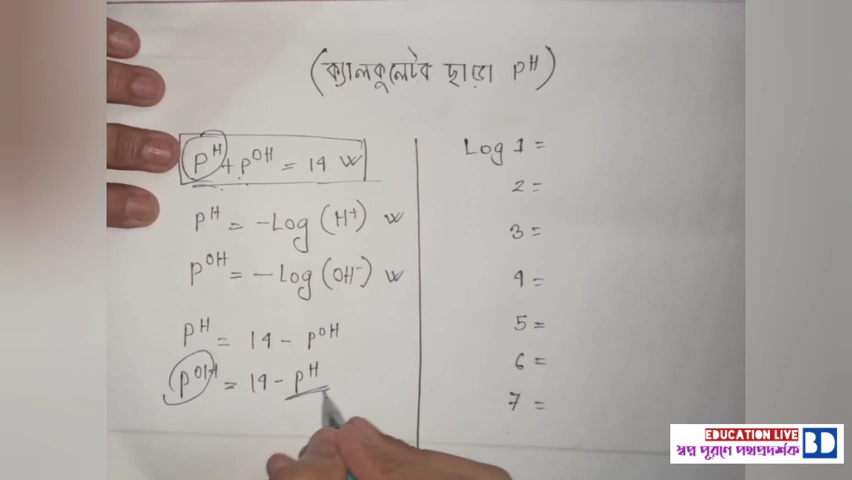 (ক্যালকুলেটর ছাড়া pH)
pH + pOH = 14 W
pH = -Log (H+) W
pOH = -Log (OH-) W
pH = 14 - pOH
pOH = 14 - pH
Log 1 =
2 =
3 =
4 =
5 =
6 =
7 =
EDUCATION LIVE BD
স্বপ্ন পূরণে পথপ্রদর্শক